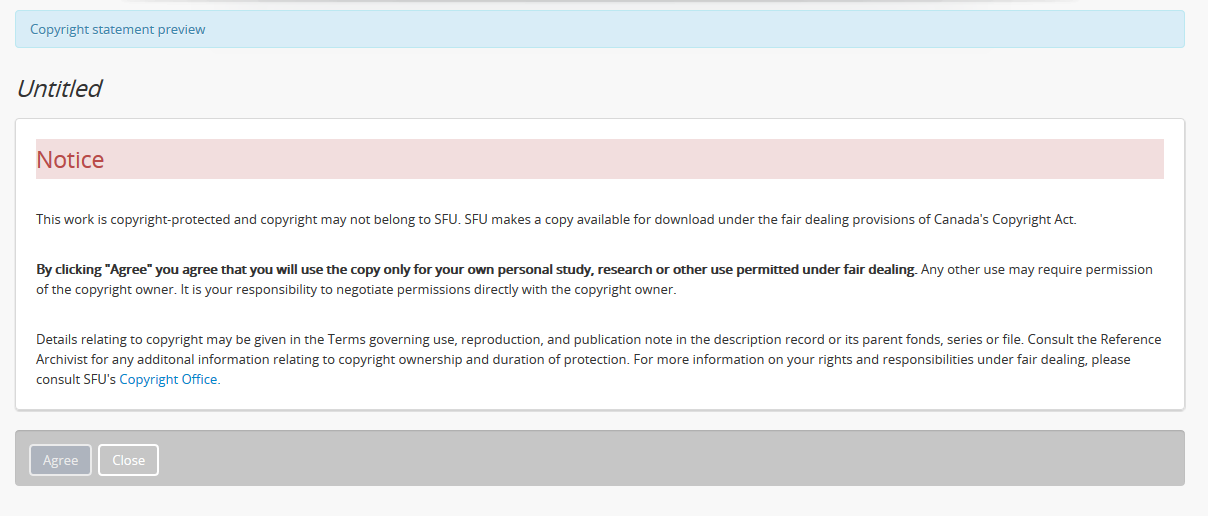 Copyright statement preview
Untitled
Notice
This work is copyright-protected and copyright may not belong to SFU. SFU makes a copy available for download under the fair dealing provisions of Canada's Copyright Act.
By clicking "Agree" you agree that you will use the copy only for your own personal study, research or other use permitted under fair dealing. Any other use may require permission
of the copyright owner. It is your responsibility to negotiate permissions directly with the copyright owner.
Details relating to copyright may be given in the Terms governing use, reproduction, and publication note in the description record or its parent fonds, series or file. Consult the Reference
Archivist for any additonal information relating to copyright ownership and duration of protection. For more information on your rights and responsibilities under fair dealing, please
consult SFU's Copyright Office.
Agree Close